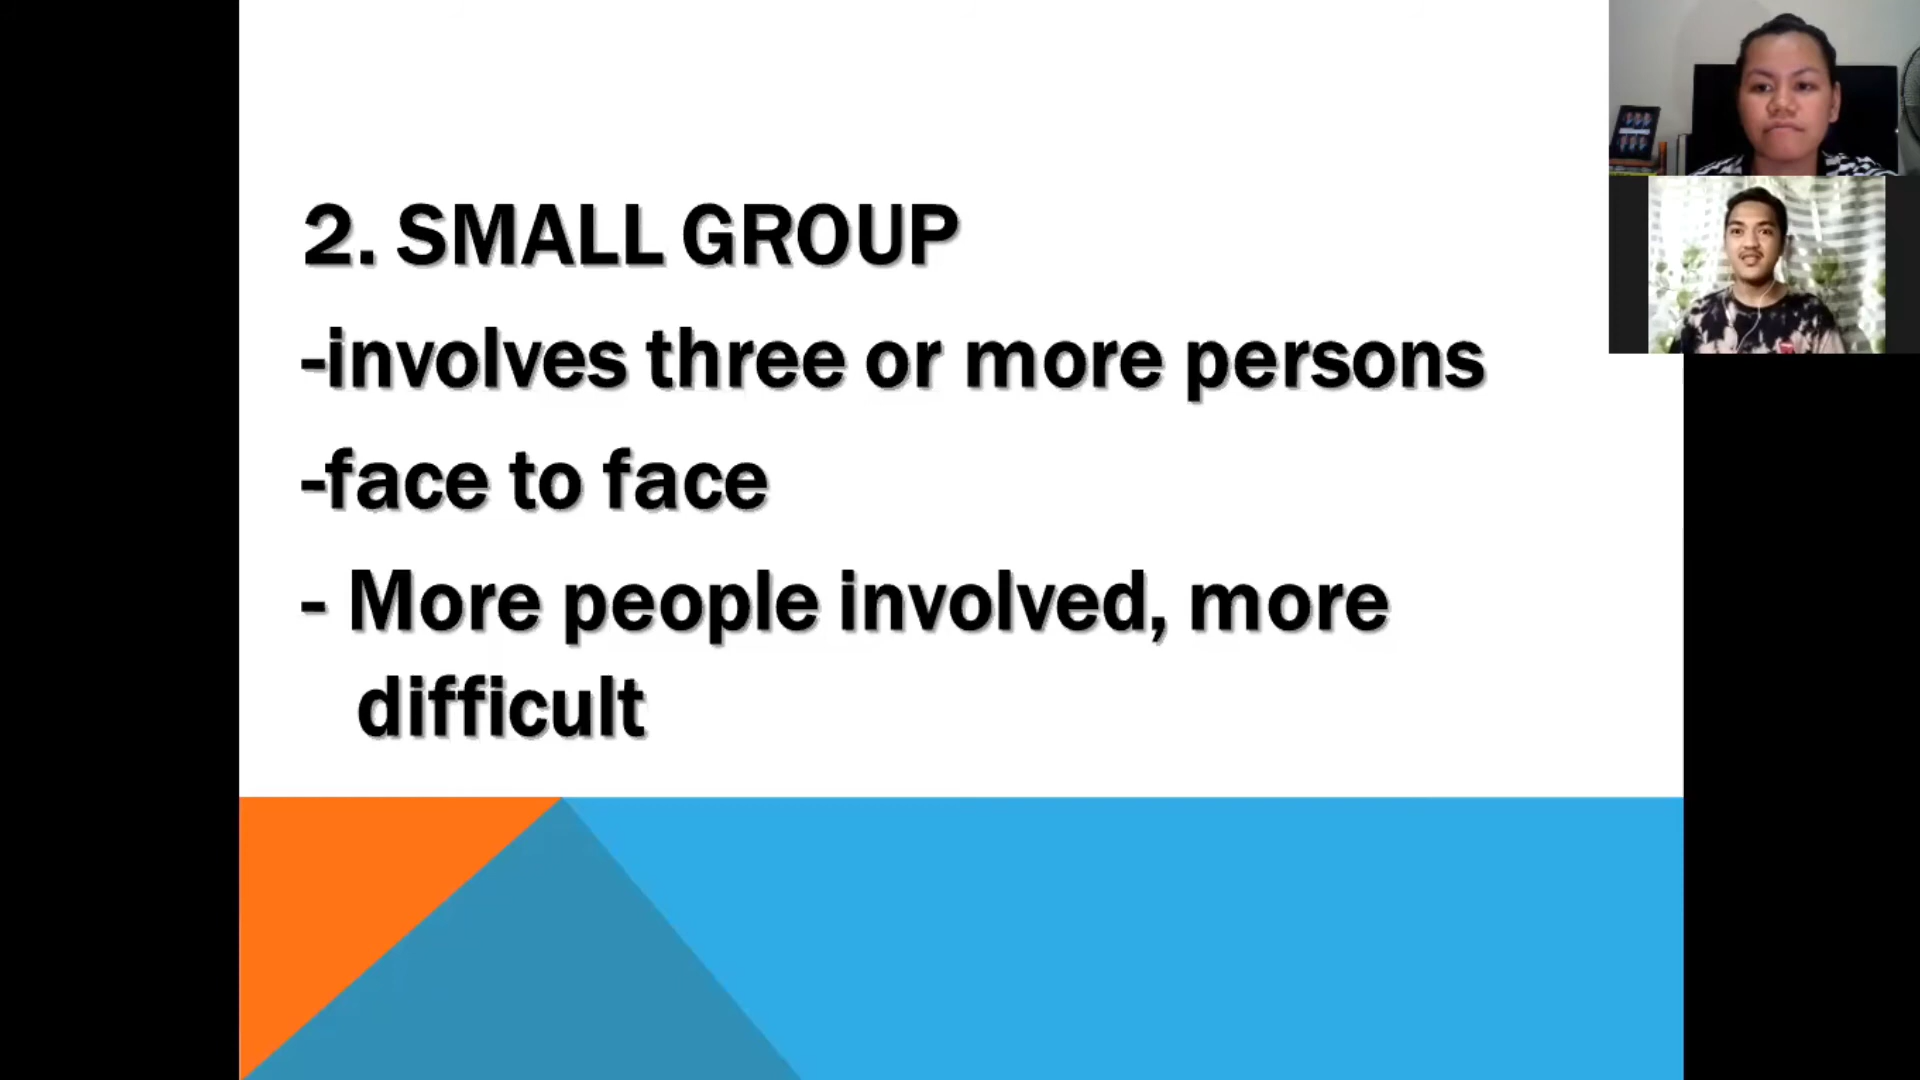 2. SMALL GROUP
-involves three or more persons
-face to face
- More people involved, more
difficult